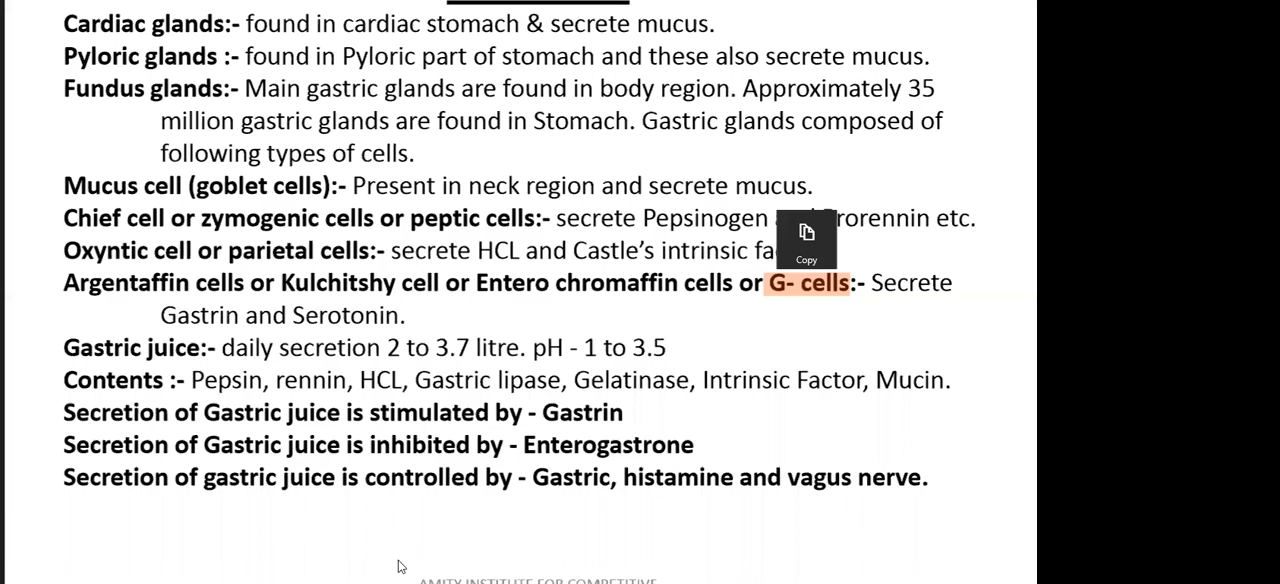 Cardiac glands:- found in cardiac stomach & secrete mucus.
Pyloric glands :- found in Pyloric part of stomach and these also secrete mucus.
Fundus glands:- Main gastric glands are found in body region. Approximately 35
million gastric glands are found in Stomach. Gastric glands composed of
following types of cells.
Mucus cell (goblet cells):- Present in neck region and secrete mucus.
Chief cell or zymogenic cells or peptic cells:- secrete Pepsinogen rorennin etc.
Oxyntic cell or parietal cells:- secrete HCL and Castle's intrinsic fa
Copy
Argentaffin cells or Kulchitshy cell or Entero chromaffin cells or G- cells:- Secrete
Gastrin and Serotonin.
Gastric juice:- daily secretion 2 to 3.7 litre. pH - 1 to 3.5
Contents :- Pepsin, rennin, HCL, Gastric lipase, Gelatinase, Intrinsic Factor, Mucin.
Secretion of Gastric juice is stimulated by - Gastrin
Secretion of Gastric juice is inhibited by - Enterogastrone
Secretion of gastric juice is controlled by - Gastric, histamine and vagus nerve.
AMITY INSTITUTE FOR COMPETITIVE